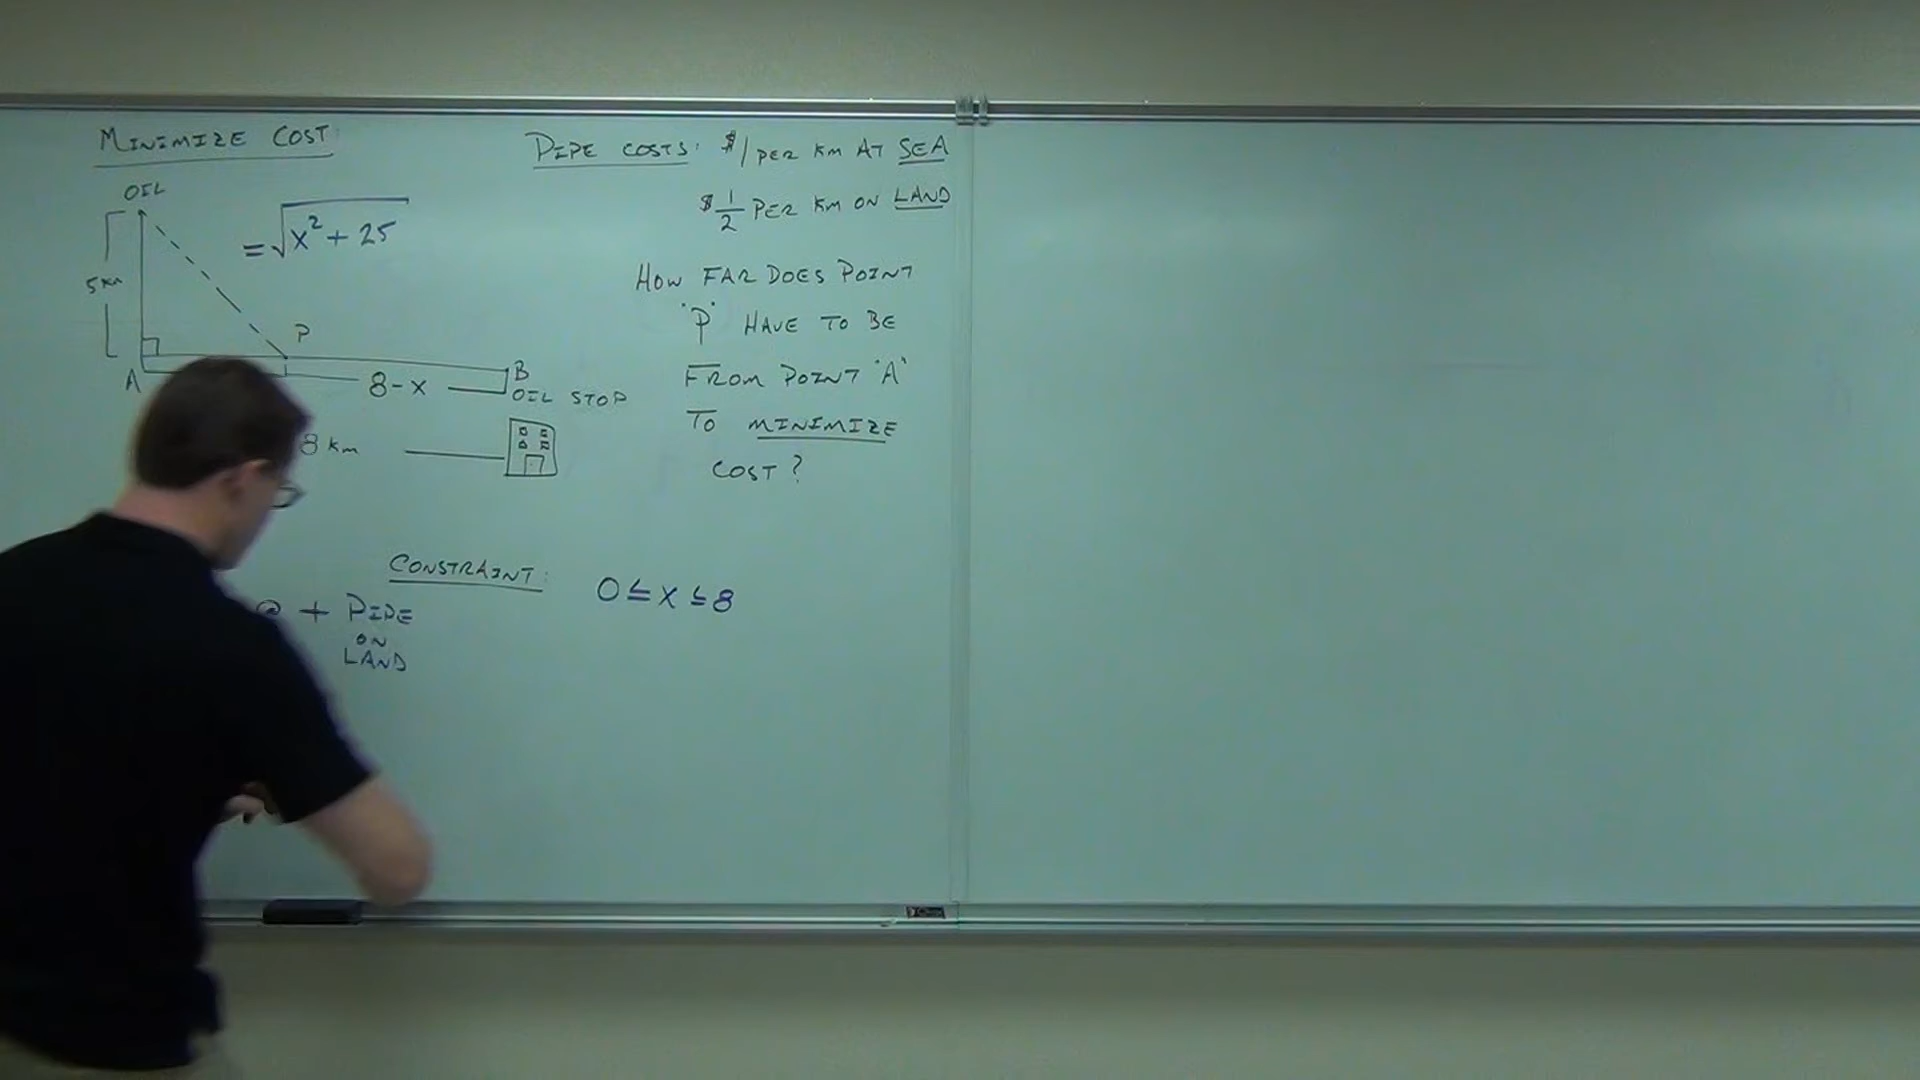 MINIMIZE COST:
OIL
= √x² + 25
5 km
P
A
8 - x
B
OIL STOP
8 km
PIPE COSTS: $1 PER KM AT SEA
$ 1/2 PER KM ON LAND
HOW FAR DOES POINT
"P" HAVE TO BE
FROM POINT "A"
TO MINIMIZE
COST?
CONSTRAINT: 0 ≤ x ≤ 8
+ PIPE
ON
LAND